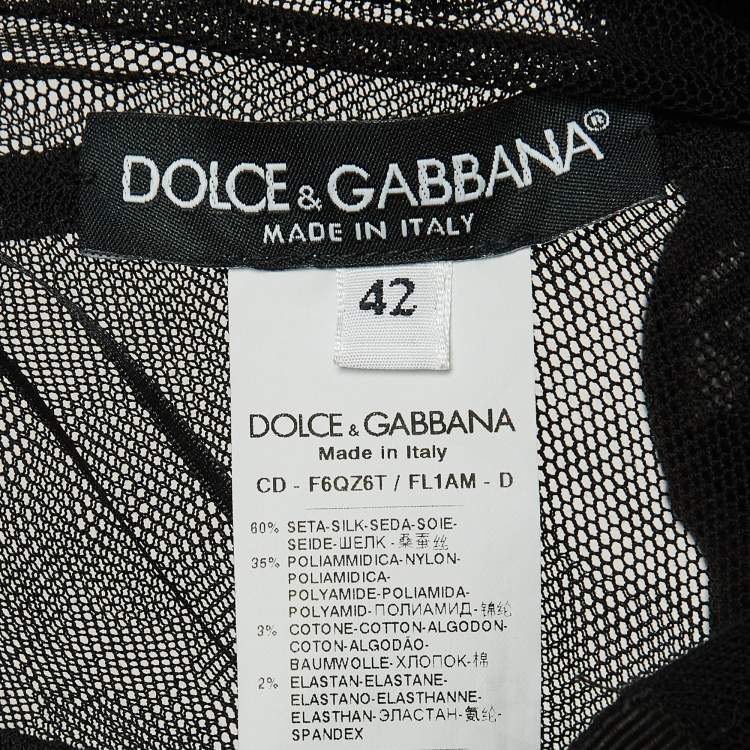 DOLCE & GABBANA®
MADE IN ITALY
42
DOLCE & GABBANA
Made in Italy
CD - F6QZ6T / FL1AM - D
60% SETA-SILK-SEDA-SOIE-
SEIDE-ШЕЛК -桑蚕丝
35% POLIAMMIDICA-NYLON-
POLIAMIDICA-
POLYAMIDE-POLIAMIDA-
POLYAMID-ПОЛИАМИД-锦纶
3% COTONE-COTTON-ALGODON-
COTON-ALGODÃO-
BAUMWOLLE-ХЛОПОК-棉
2% ELASTAN-ELASTANE-
ELASTANO-ELASTHANNE-
ELASTHAN-ЭЛАСТАН-氨纶-
SPANDEX